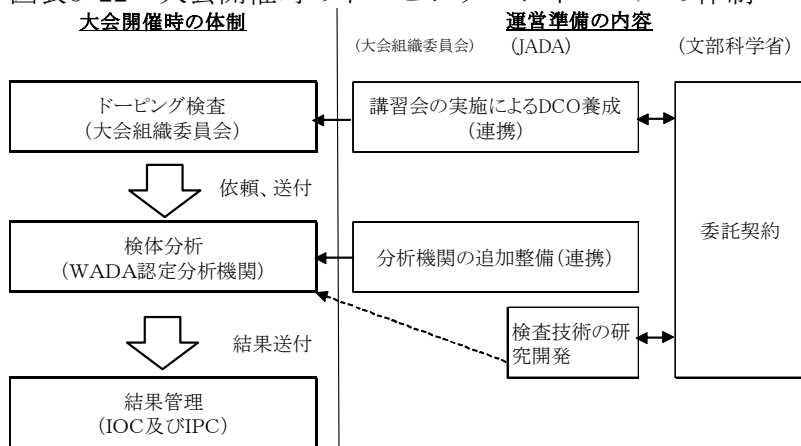 大会開催時の体制
運営準備の内容
(大会組織委員会)
(JADA)
(文部科学省)
ドーピング検査
(大会組織委員会)
講習会の実施によるDCO養成
(連携)
依頼、送付
検体分析
(WADA認定分析機関)
分析機関の追加整備(連携)
委託契約
検査技術の研
究開発
結果送付
結果管理
(IOC及びIPC)